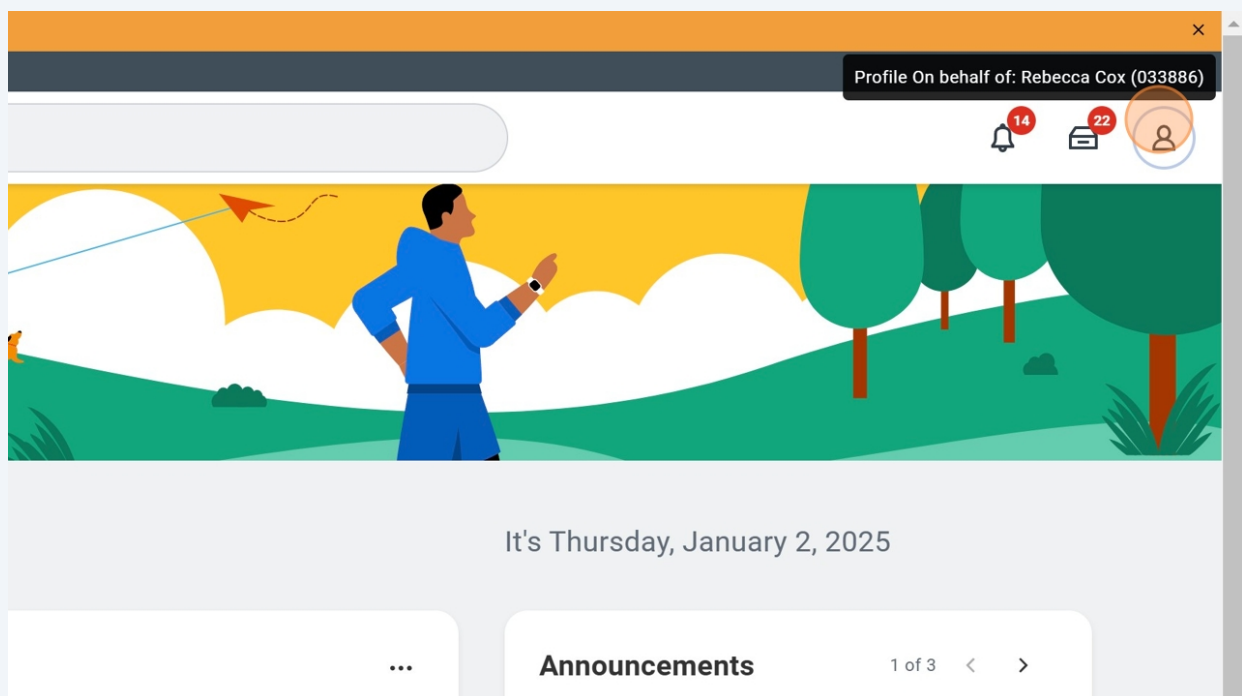 Profile On behalf of: Rebecca Cox (033886)
14
22
It's Thursday, January 2, 2025
Announcements
1 of 3